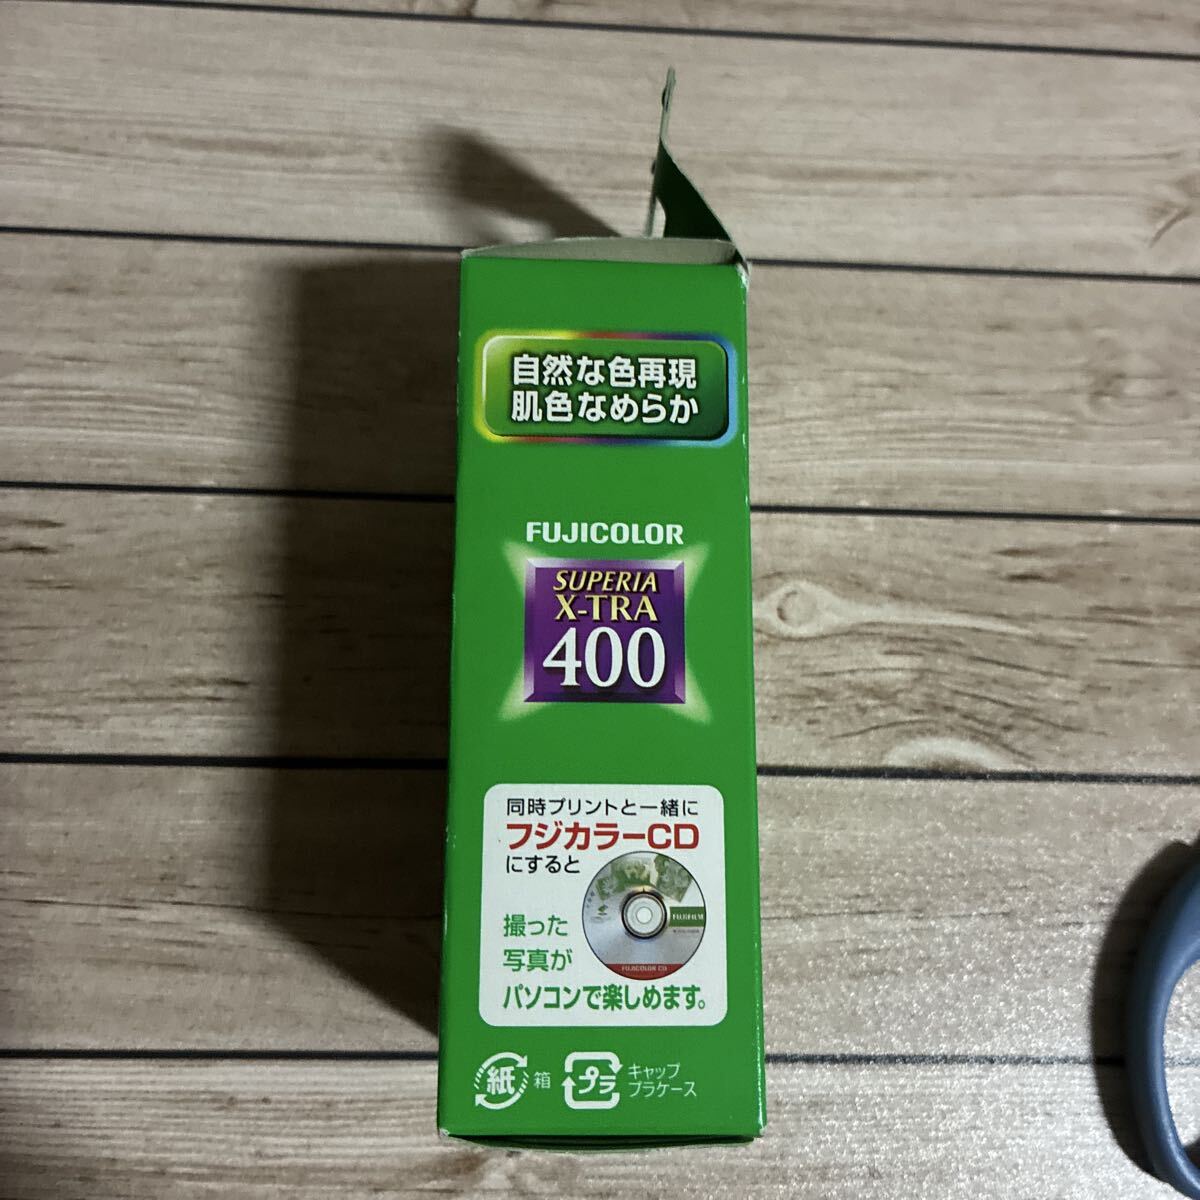 自然な色再現
肌色なめらか
FUJICOLOR
SUPERIA
X-TRA
400
同時プリントと一緒に
フジカラーCD
にすると
撮った
写真が
パソコンで楽しめます。
FUJIFILM
FUJICOLOR CD
紙 箱
プラ キャップ
プラケース